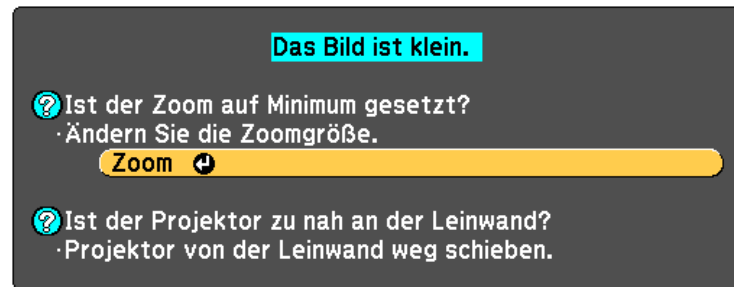 Das Bild ist klein.
Ist der Zoom auf Minimum gesetzt?
·Ändern Sie die Zoomgröße.
Zoom
Ist der Projektor zu nah an der Leinwand?
·Projektor von der Leinwand weg schieben.